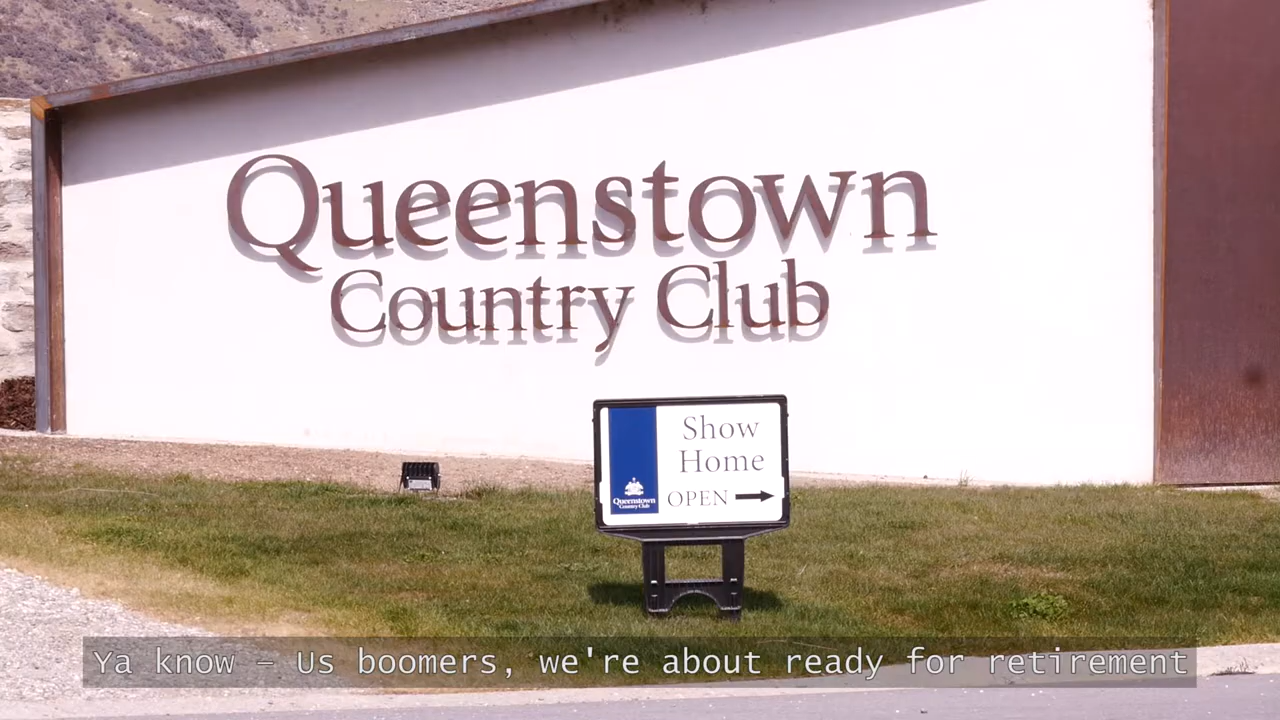 Queenstown
Country Club
Show
Home
OPEN
Queenstown
Country Club
Ya know – Us boomers, we're about ready for retirement